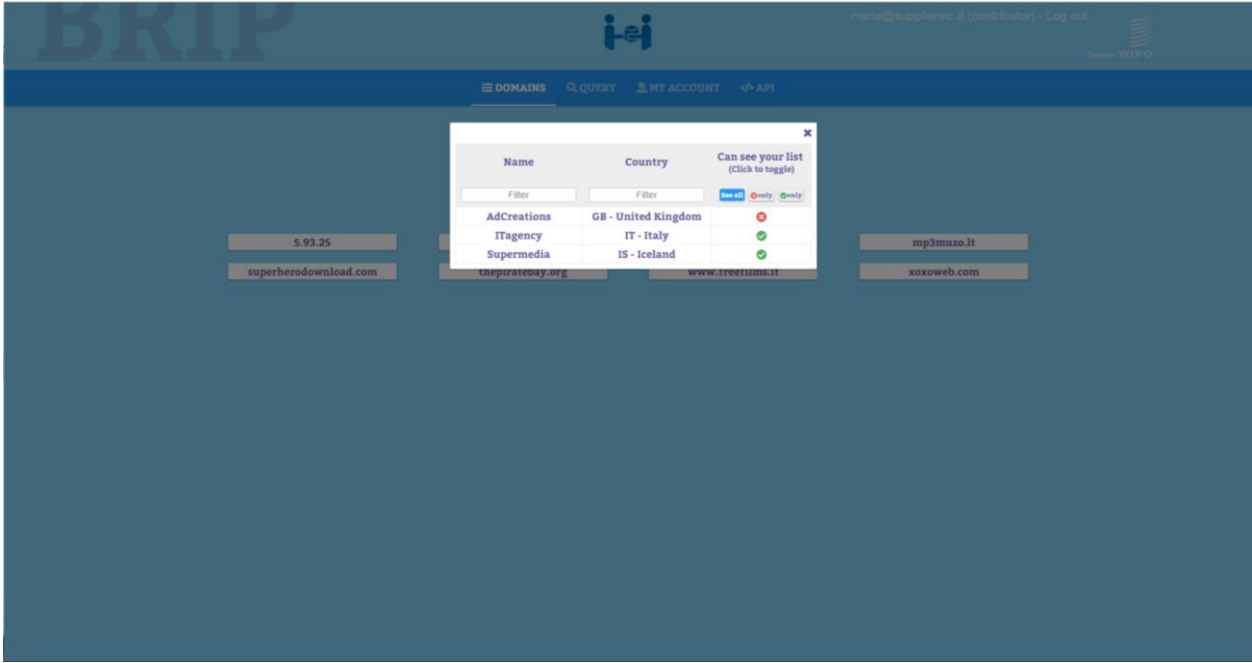 BRIP
maria@supplierinc.it (contributor) - Log out
WIPO
DOMAINS QUERY MY ACCOUNT </> API
Name Country Can see your list
(Click to toggle)
Filter Filter See all only only
AdCreations GB - United Kingdom
ITagency IT - Italy
Supermedia IS - Iceland
5.93.25 mp3muzo.lt
superherodownload.com thepiratebay.org www.freefilms.it xoxoweb.com